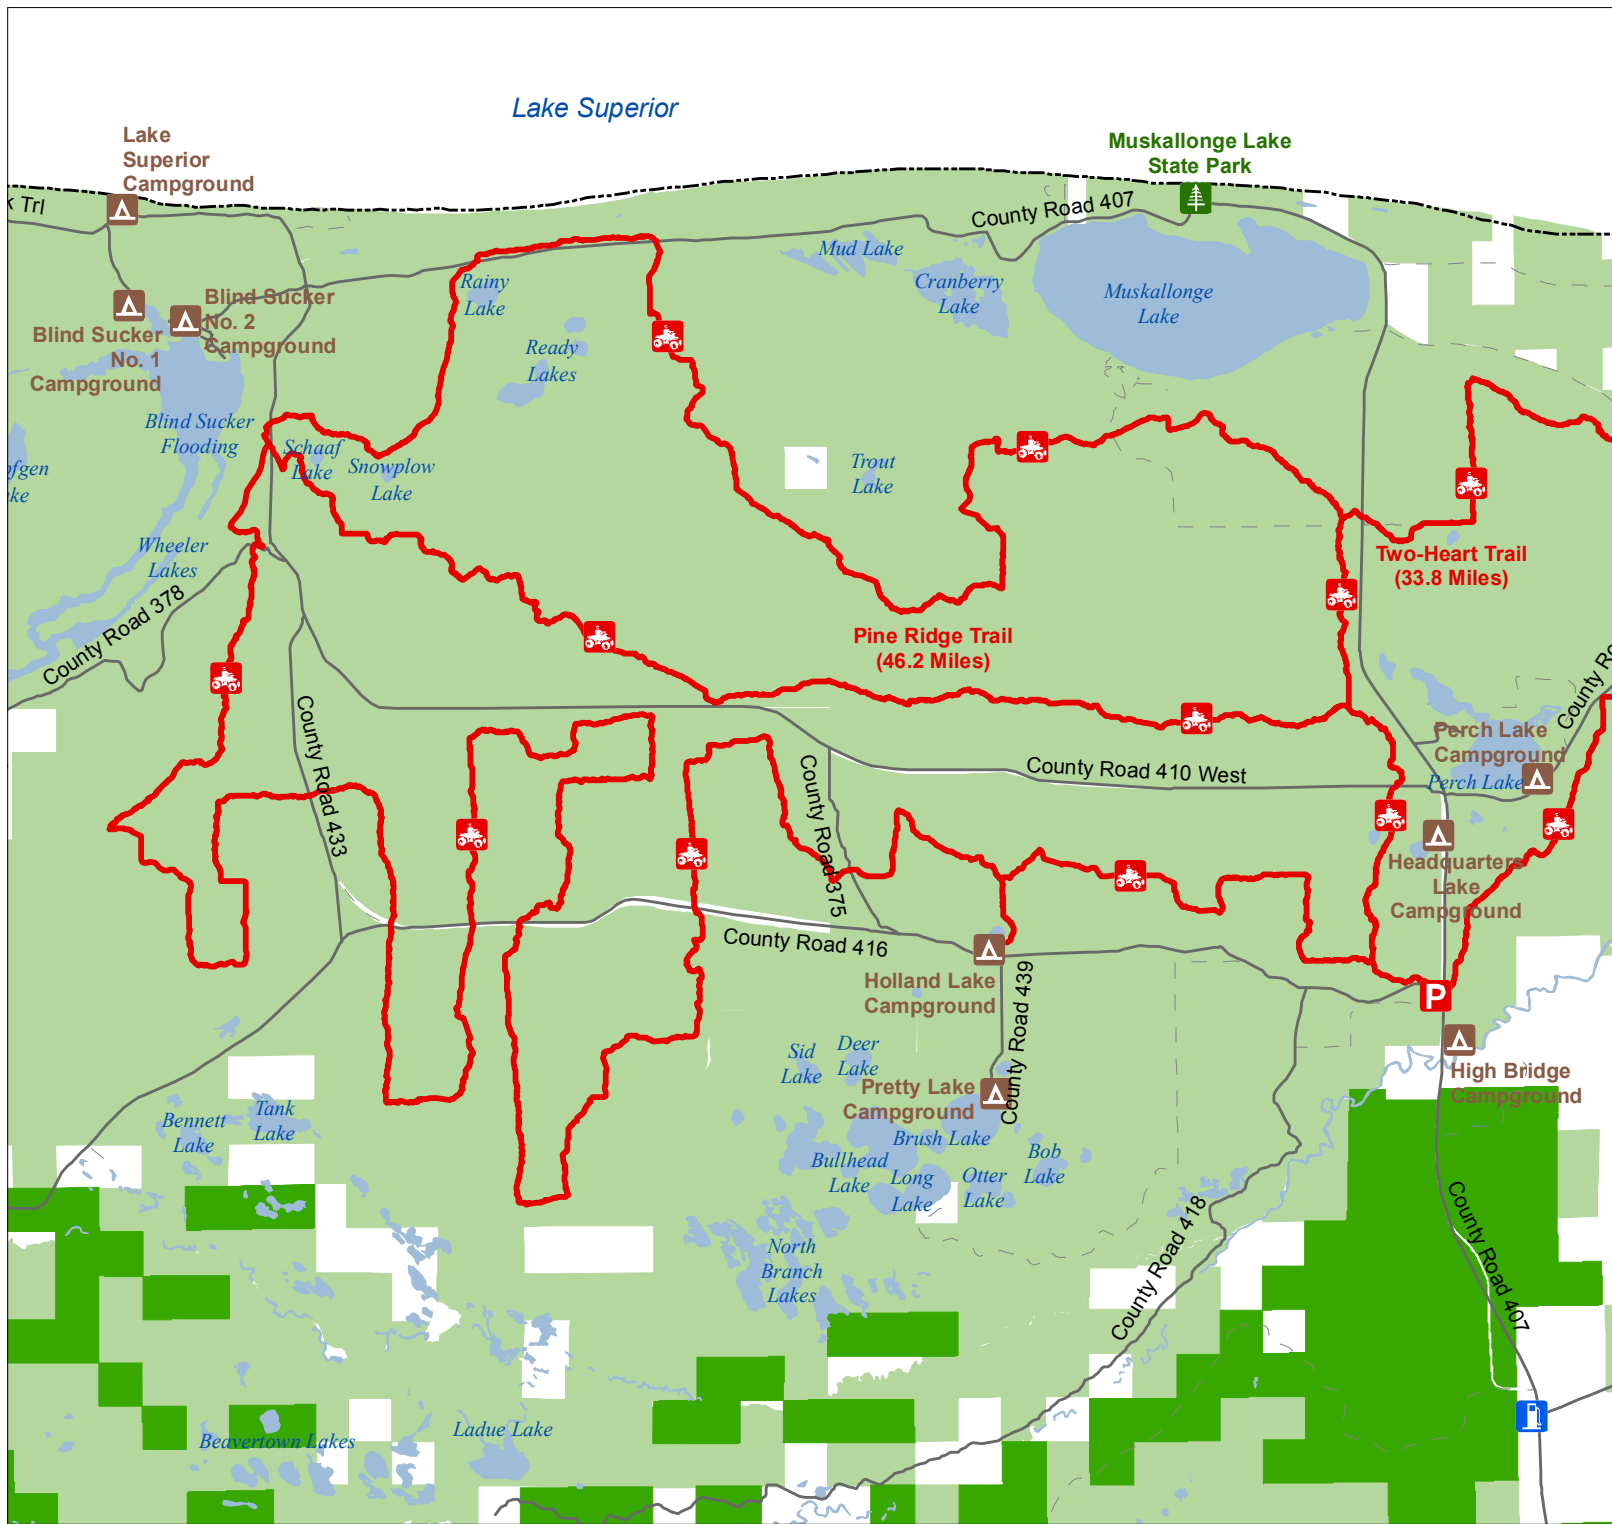 Lake Superior
Lake
Superior
Campground
Muskallonge Lake
State Park
k Trl
County Road 407
Mud Lake
Cranberry
Lake
Muskallonge
Lake
Rainy
Lake
Blind Sucker
No. 2
Campground
Blind Sucker
No. 1
Campground
Ready
Lakes
Blind Sucker
Flooding
Schaaf
Lake
Snowplow
Lake
Trout
Lake
ofgen
ke
Wheeler
Lakes
County Road 378
Two-Heart Trail
(33.8 Miles)
Pine Ridge Trail
(46.2 Miles)
County Ro
County Road 433
Perch Lake
Campground
Perch Lake
County Road 410 West
County Road 375
Headquarters
Lake
Campground
County Road 416
Holland Lake
Campground
County Road 439
P
Sid
Lake
Deer
Lake
Pretty Lake
Campground
High Bridge
Campground
Bennett
Lake
Tank
Lake
Brush Lake
Bullhead
Lake
Long
Lake
Otter
Lake
Bob
Lake
County Road 418
County Road 407
North
Branch
Lakes
Beavertown Lakes
Ladue Lake